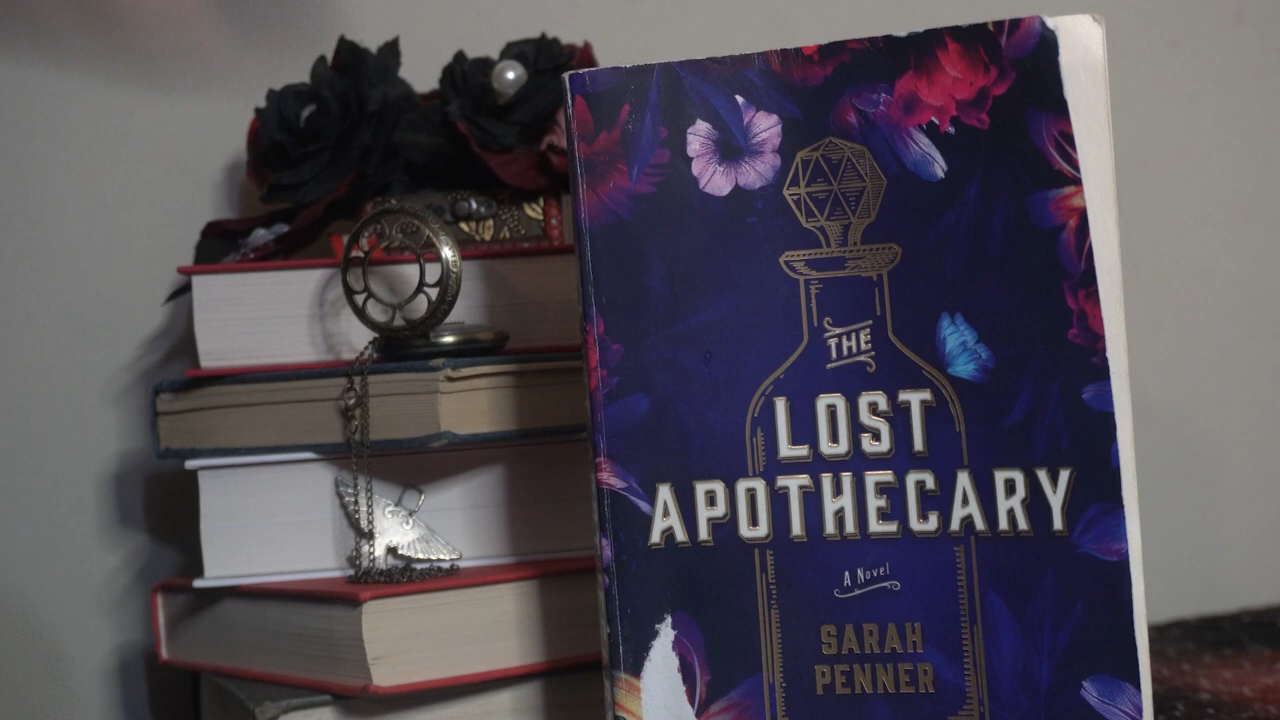 THE
LOST
APOTHECARY
A Novel
SARAH
PENNER